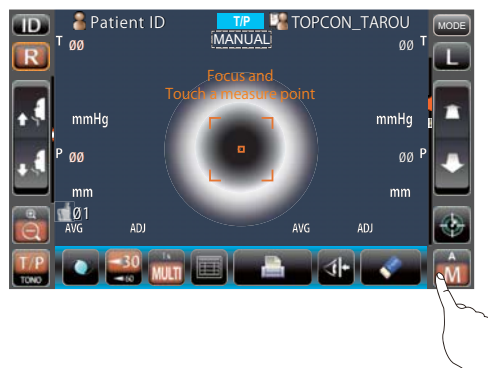 ID
Patient ID
T/P
TOPCON_TAROU
MODE
MANUAL
R
T
00
00
T
L
Focus and
Touch a measure point
mmHg
mmHg
P
00
00
P
mm
mm
01
AVG
ADJ
AVG
ADJ
T/P
TONO
30
60
MULTI
A
M